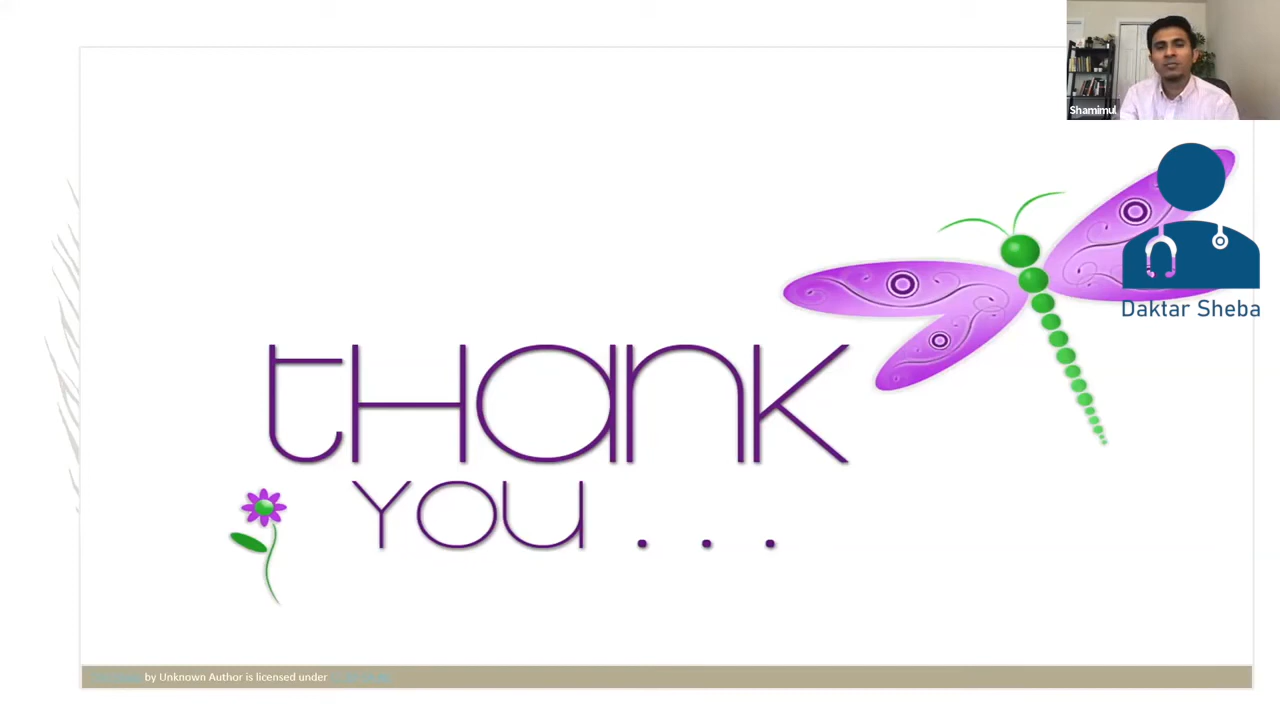 Shamimul
Daktar Sheba
tHank
YOU . . .
by Unknown Author is licensed under